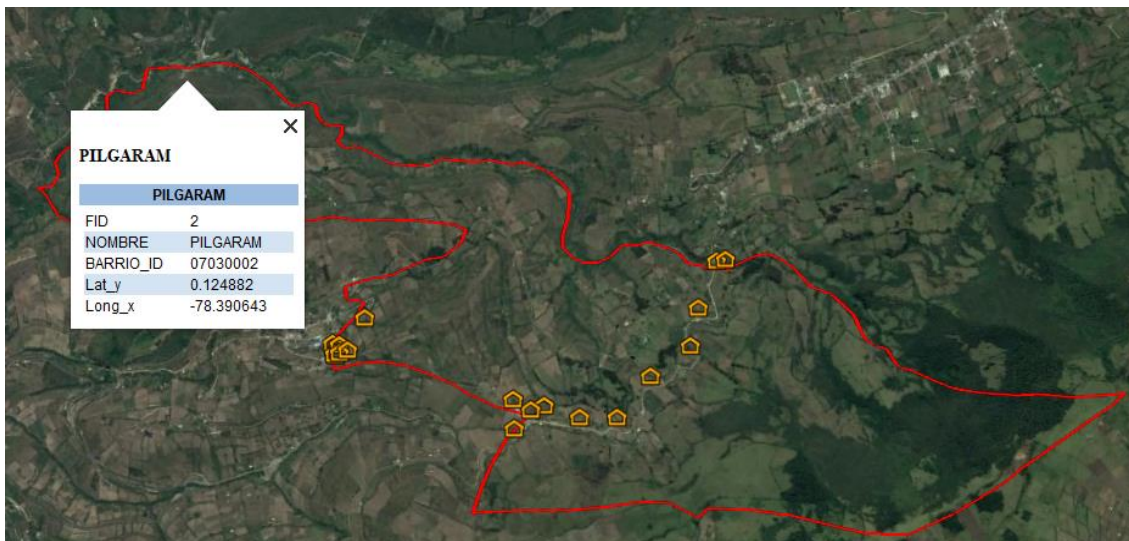 PILGARAM
PILGARAM
FID 2
NOMBRE PILGARAM
BARRIO_ID 07030002
Lat_y 0.124882
Long_x -78.390643